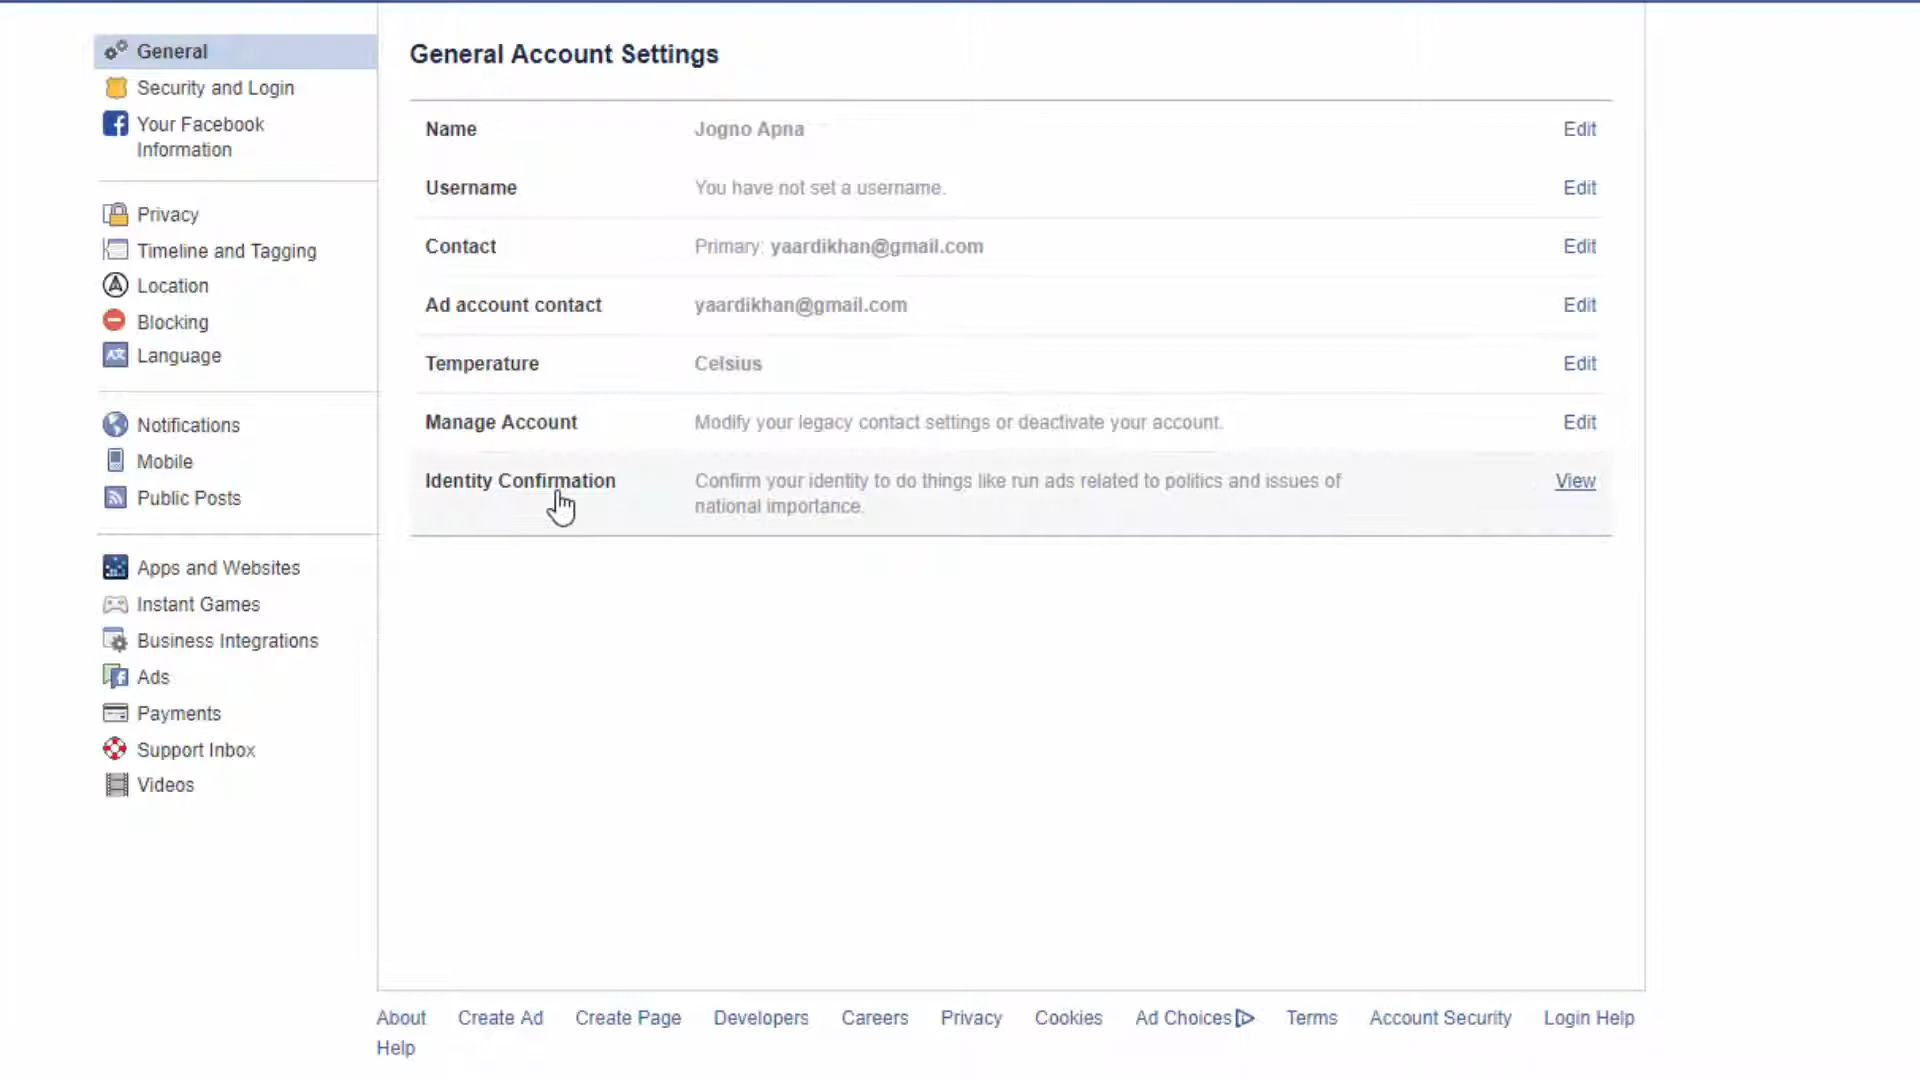 General
Security and Login
Your Facebook
Information
Privacy
Timeline and Tagging
Location
Blocking
Language
Notifications
Mobile
Public Posts
Apps and Websites
Instant Games
Business Integrations
Ads
Payments
Support Inbox
Videos
General Account Settings
Name Jogno Apna Edit
Username You have not set a username. Edit
Contact Primary: yaardikhan@gmail.com Edit
Ad account contact yaardikhan@gmail.com Edit
Temperature Celsius Edit
Manage Account Modify your legacy contact settings or deactivate your account. Edit
Identity Confirmation Confirm your identity to do things like run ads related to politics and issues of View
national importance.
About Create Ad Create Page Developers Careers Privacy Cookies Ad Choices Terms Account Security Login Help
Help